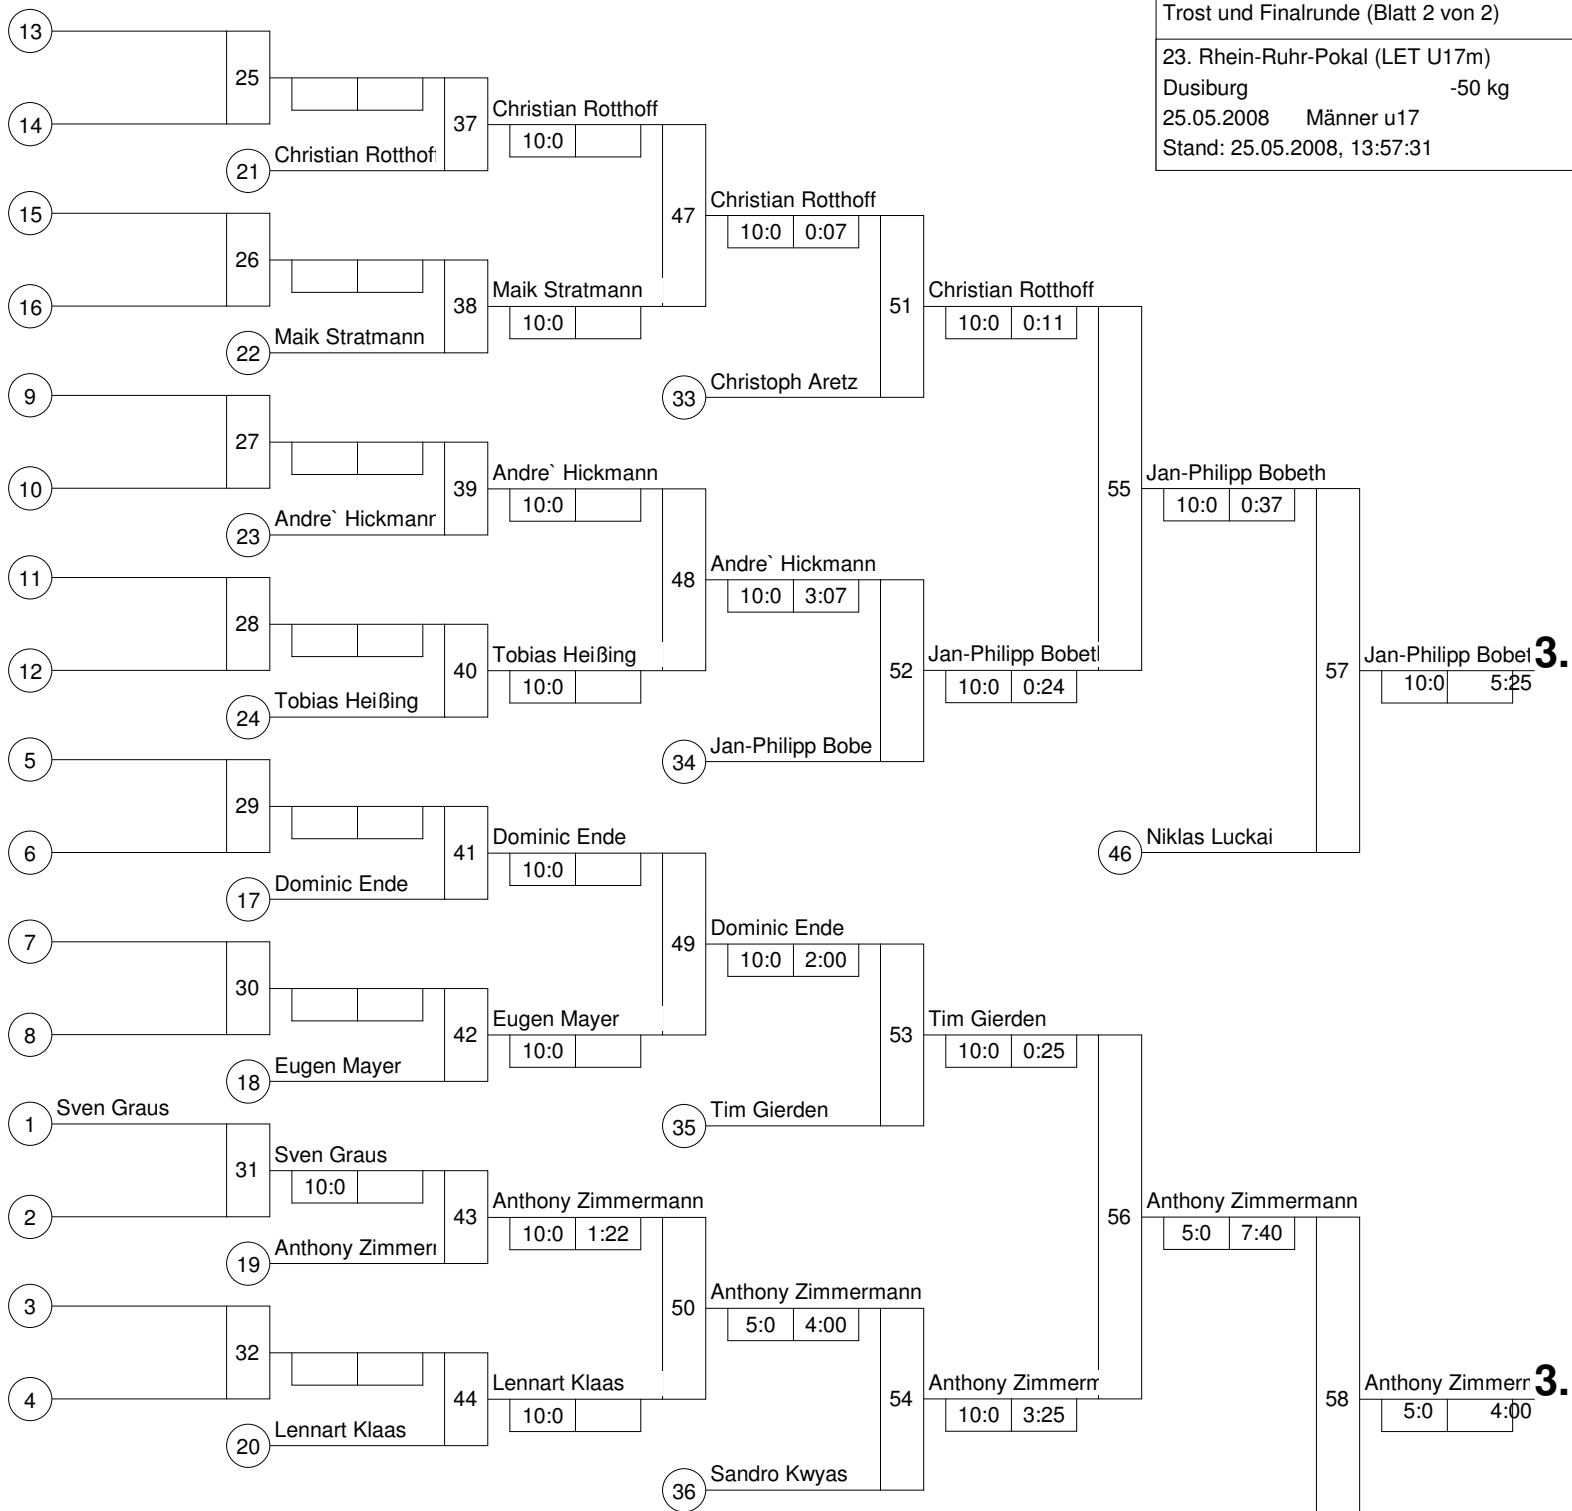 Trost und Finalrunde (Blatt 2 von 2)
23. Rhein-Ruhr-Pokal (LET U17m)
Dusiburg -50 kg
25.05.2008 Männer u17
Stand: 25.05.2008, 13:57:31
13
25
14
37
Christian Rotthoff
10:0
21
Christian Rotthof
15
47
Christian Rotthoff
10:0 0:07
26
16
38
Maik Stratmann
10:0
22
Maik Stratmann
51
Christian Rotthoff
10:0 0:11
33
Christoph Aretz
9
27
10
39
Andre` Hickmann
10:0
23
Andre` Hickmann
55
Jan-Philipp Bobeth
10:0 0:37
11
48
Andre` Hickmann
10:0 3:07
28
12
40
Tobias Heißing
10:0
24
Tobias Heißing
52
Jan-Philipp Bobeth
10:0 0:24
57
Jan-Philipp Bobet
3.
10:0 5:25
34
Jan-Philipp Bobe
5
29
6
41
Dominic Ende
10:0
17
Dominic Ende
46
Niklas Luckai
7
49
Dominic Ende
10:0 2:00
30
8
42
Eugen Mayer
10:0
18
Eugen Mayer
53
Tim Gierden
10:0 0:25
35
Tim Gierden
1
Sven Graus
31
Sven Graus
10:0
2
43
Anthony Zimmermann
10:0 1:22
19
Anthony Zimmer
56
Anthony Zimmermann
5:0 7:40
3
50
Anthony Zimmermann
5:0 4:00
32
4
44
Lennart Klaas
10:0
20
Lennart Klaas
54
Anthony Zimmerm
10:0 3:25
58
Anthony Zimmern
3.
5:0 4:00
36
Sandro Kwyas